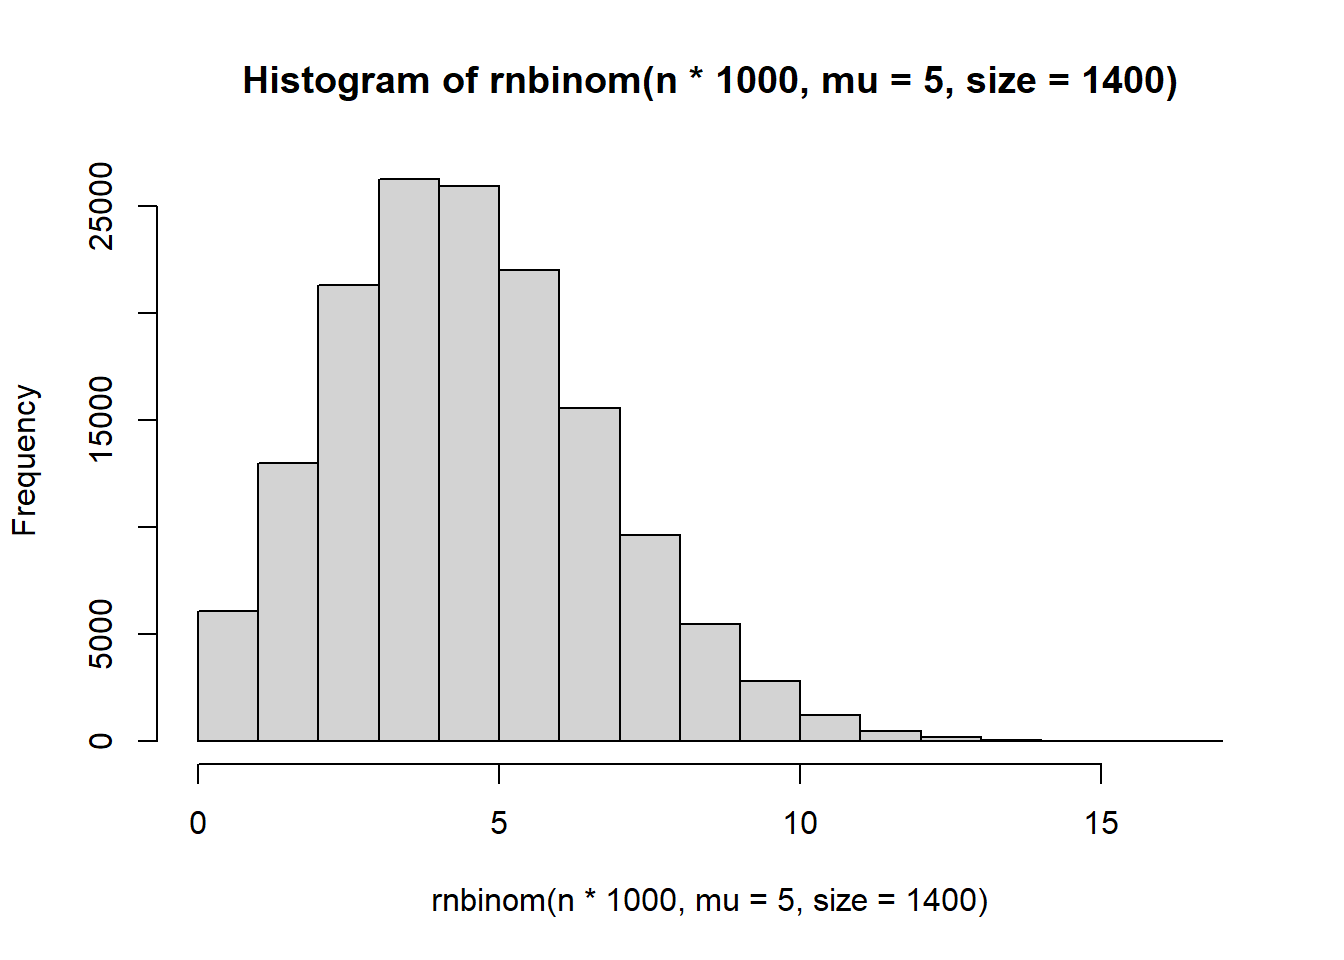 Histogram of rnbinom(n * 1000, mu = 5, size = 1400)
Frequency
25000
15000
5000
0
0 5 10 15
rnbinom(n * 1000, mu = 5, size = 1400)